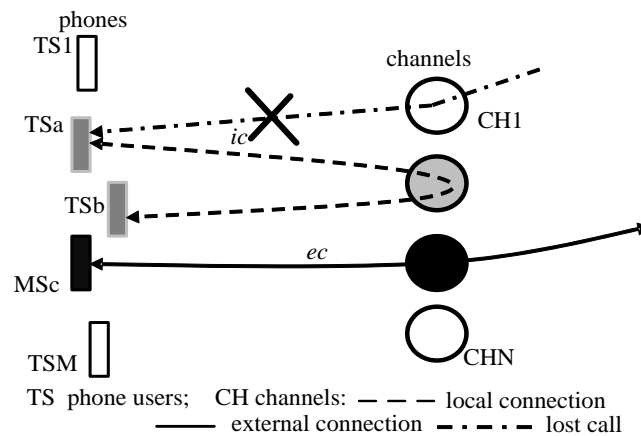 phones
TS1
channels
TSa
CH1
ic
TSb
ec
MSc
TSM
CHN
TS phone users; CH channels: local connection
external connection lost call